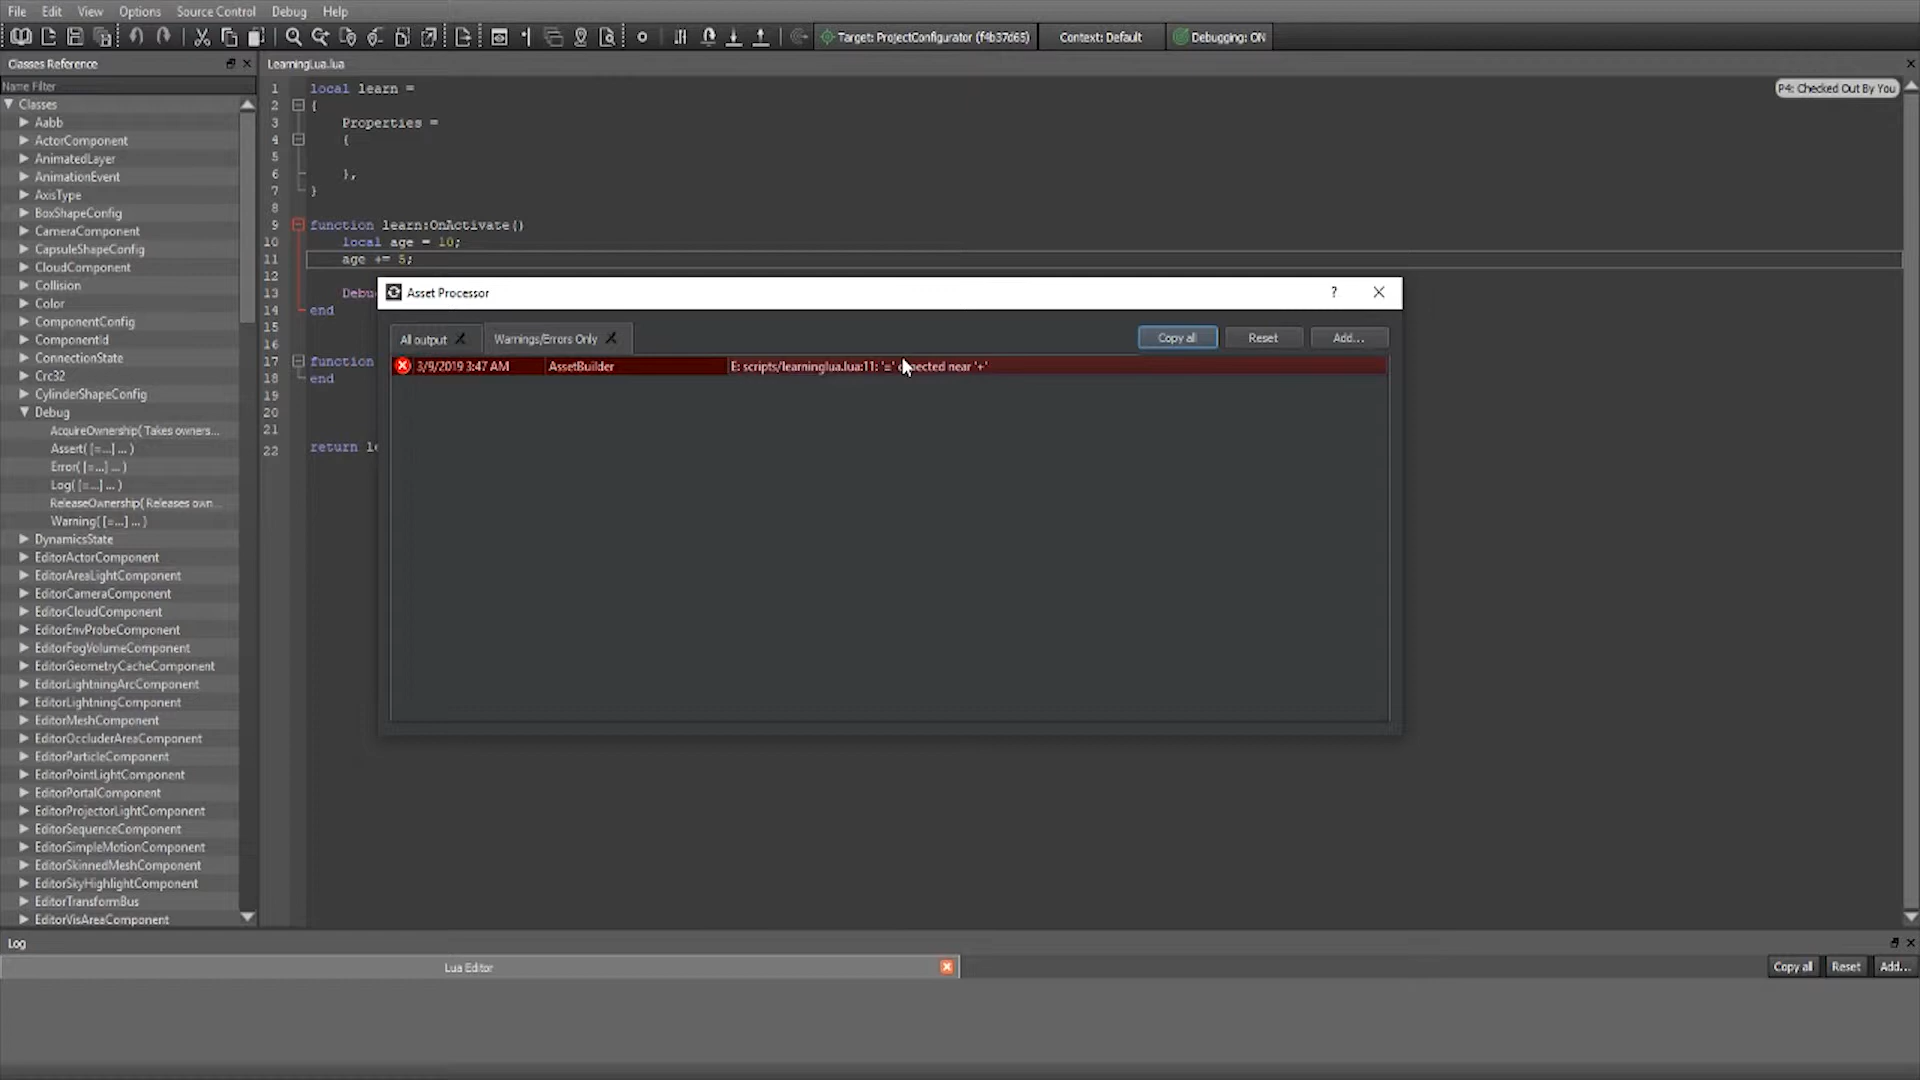 File Edit View Options Source Control Debug Help
Target: ProjectConfigurator (f4b37d65) Context: Default Debugging: ON
Classes Reference
LearningLua.lua
Name Filter
P4: Checked Out By You
Classes
Aabb
ActorComponent
AnimatedLayer
AnimationEvent
AxisType
BoxShapeConfig
CameraComponent
CapsuleShapeConfig
CloudComponent
Collision
Color
ComponentConfig
ComponentId
ConnectionState
Crc32
CylinderShapeConfig
Debug
AcquireOwnership( Takes owners...
Assert( [=...] ... )
Error( [=...] ... )
Log( [=...] ... )
ReleaseOwnership( Releases own...
Warning( [=...] ... )
DynamicsState
EditorActorComponent
EditorAreaLightComponent
EditorCameraComponent
EditorCloudComponent
EditorEnvProbeComponent
EditorFogVolumeComponent
EditorGeometryCacheComponent
EditorLightningArcComponent
EditorLightningComponent
EditorMeshComponent
EditorOccluderAreaComponent
EditorParticleComponent
EditorPointLightComponent
EditorPortalComponent
EditorProjectorLightComponent
EditorSequenceComponent
EditorSimpleMotionComponent
EditorSkinnedMeshComponent
EditorSkyHighlightComponent
EditorTransformBus
EditorVisAreaComponent
1 local learn =
2 {
3 Properties =
4 {
5
6 },
7 }
8
9 function learn:OnActivate()
10 local age = 10;
11 age += 5;
12
13 Debu
14 end
15
16
17 function
18 end
19
20
21
22 return le
Asset Processor
?
All output Warnings/Errors Only Copy all Reset Add...
3/9/2019 3:47 AM AssetBuilder E: scripts/learninglua.lua:11: '=' near '+'
Log
Lua Editor
Copy all Reset Add...